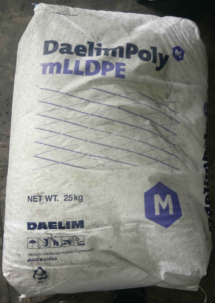 DaelimPoly
mLLDPE
NET WT. 25kg
M
DAELIM